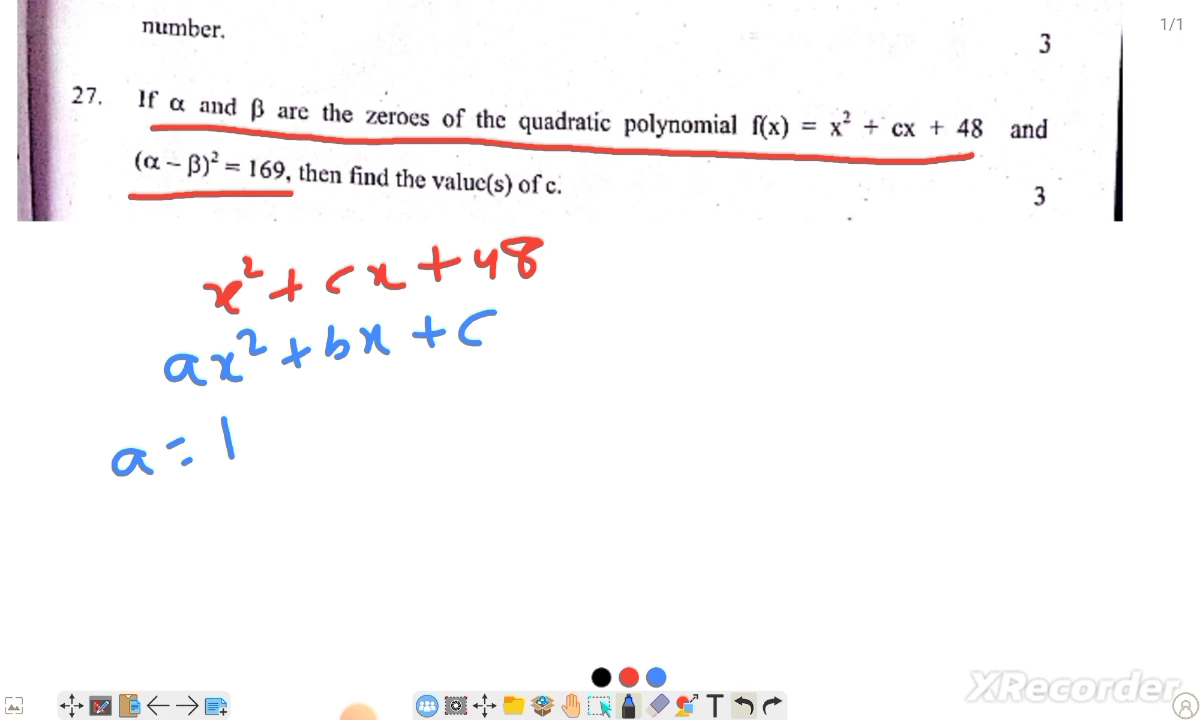 number.
3
1/1
27. If α and β are the zeroes of the quadratic polynomial f(x) = x² + cx + 48 and
(α – β)² = 169, then find the value(s) of c.
3
x² + cx + 48
ax² + bx + c
a = 1
T
XRecorder